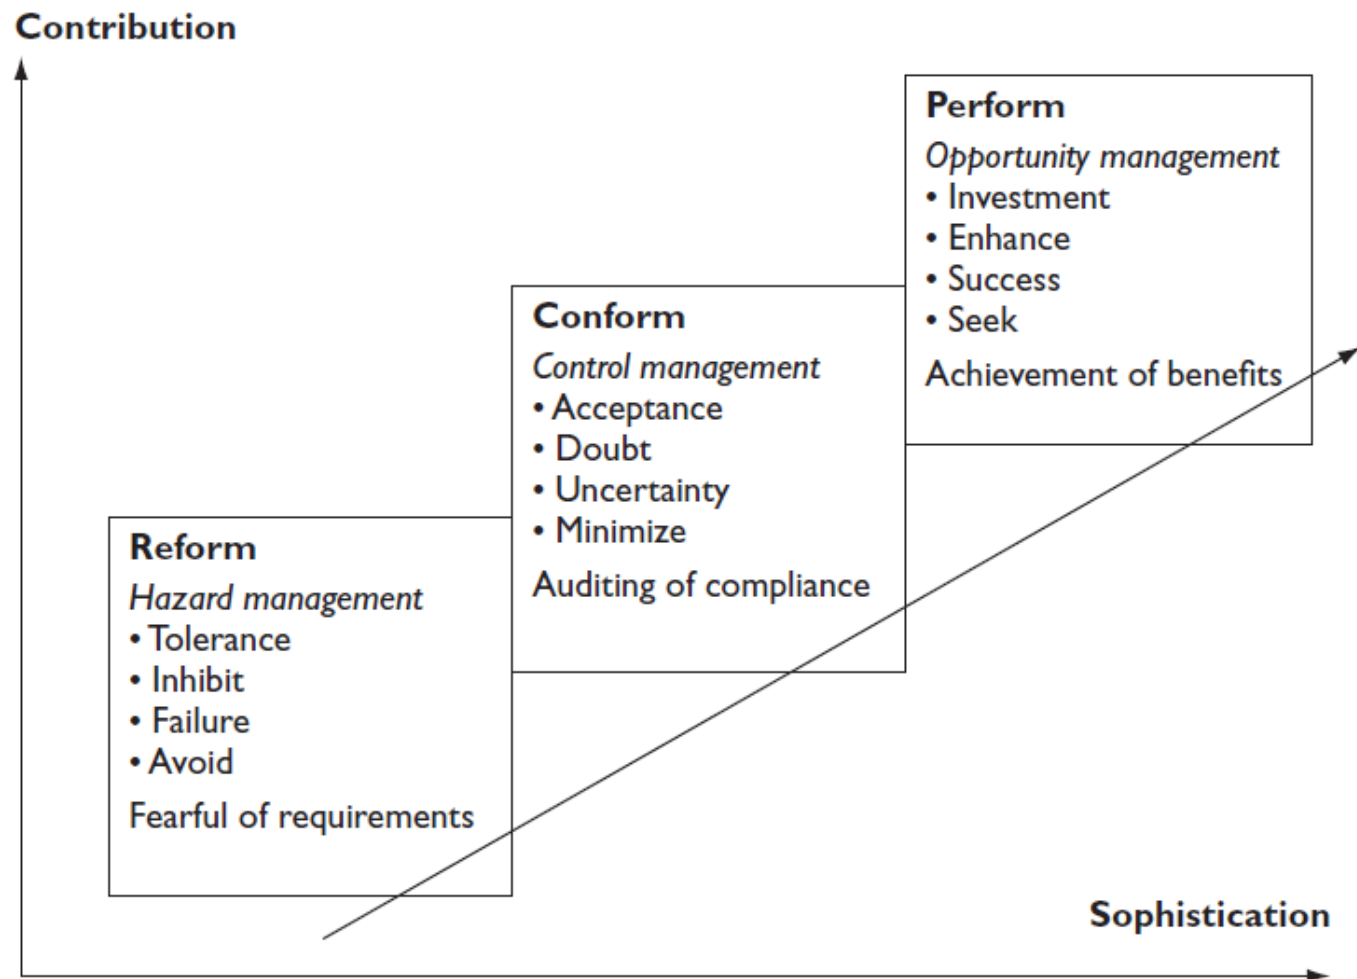 Contribution
Perform
Opportunity management
• Investment
• Enhance
• Success
• Seek
Achievement of benefits
Conform
Control management
• Acceptance
• Doubt
• Uncertainty
• Minimize
Auditing of compliance
Reform
Hazard management
• Tolerance
• Inhibit
• Failure
• Avoid
Fearful of requirements
Sophistication